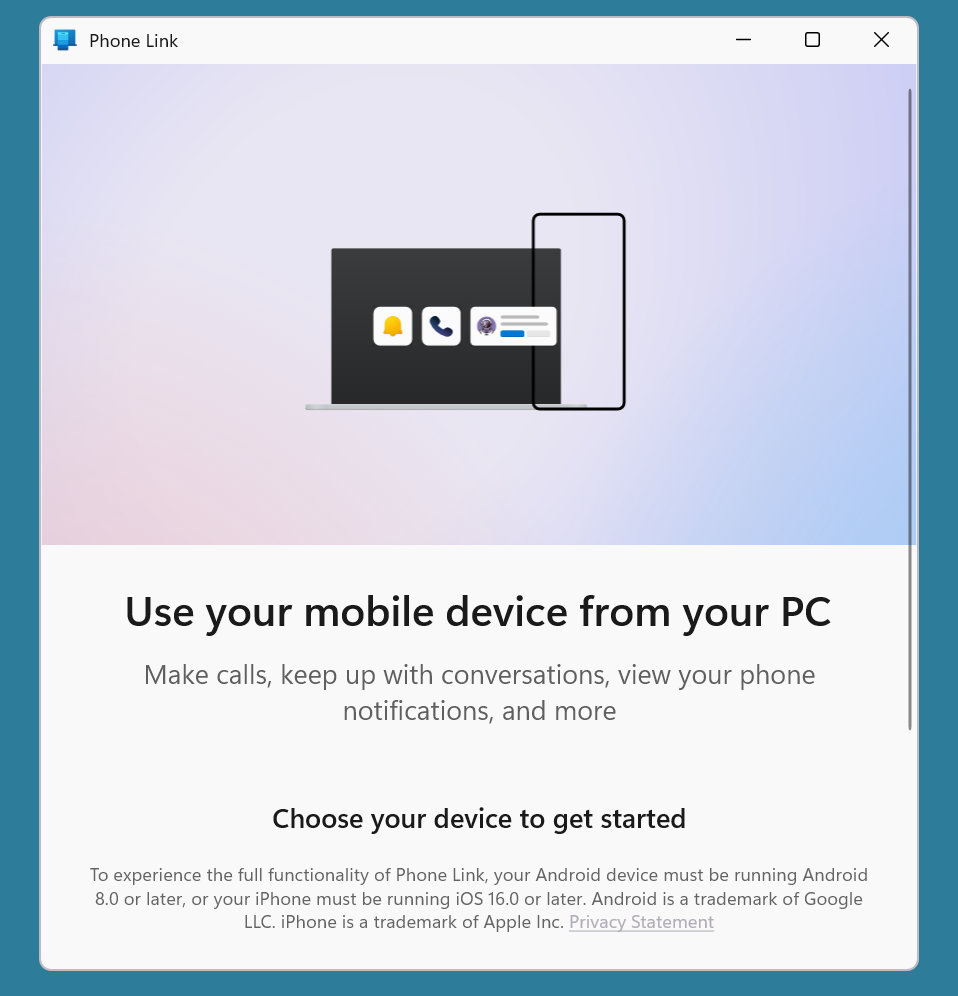 Phone Link
Use your mobile device from your PC
Make calls, keep up with conversations, view your phone
notifications, and more
Choose your device to get started
To experience the full functionality of Phone Link, your Android device must be running Android
8.0 or later, or your iPhone must be running iOS 16.0 or later. Android is a trademark of Google
LLC. iPhone is a trademark of Apple Inc. Privacy Statement